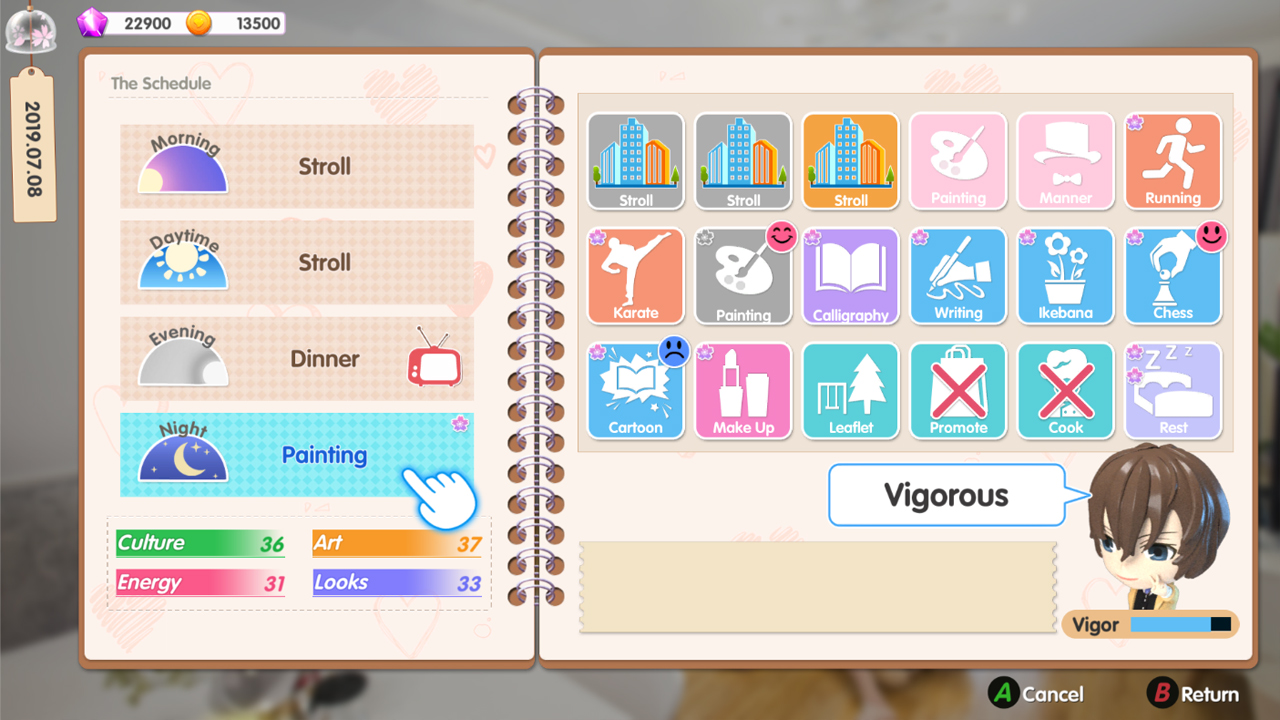 22900 13500
2019.07.08
The Schedule
Morning
Stroll
Daytime
Stroll
Evening
Dinner
Night
Painting
Culture 36 Art 37
Energy 31 Looks 33
Stroll Stroll Stroll Painting Manner Running
Karate Painting Calligraphy Writing Ikebana Chess
Z Z Z
Cartoon Make Up Leaflet Promote Cook Rest
Vigorous
Vigor
A Cancel B Return